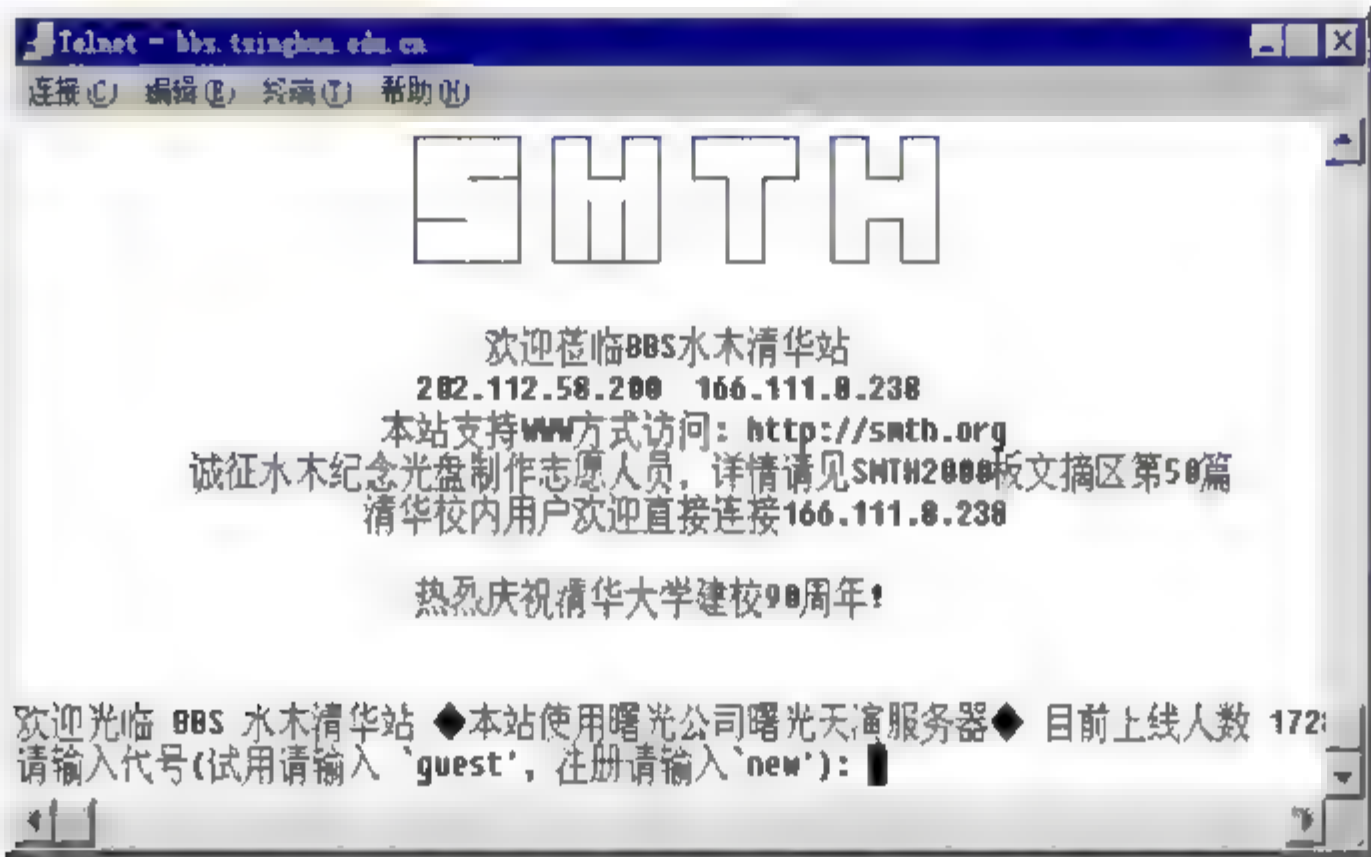 Telnet - bbs.tsinghua.edu.cn
连接(C) 编辑(E) 终端(T) 帮助(H)
SMTH
欢迎莅临BBS水木清华站
202.112.58.200 166.111.8.238
本站支持WWW方式访问: http://smth.org
诚征水木纪念光盘制作志愿人员, 详情请见SMTH2000板文摘区第50篇
清华校内用户欢迎直接连接166.111.8.238
热烈庆祝清华大学建校90周年!
欢迎光临 BBS 水木清华站 ◆本站使用曙光公司曙光天演服务器◆ 目前上线人数 172
请输入代号(试用请输入 `guest', 注册请输入`new'):